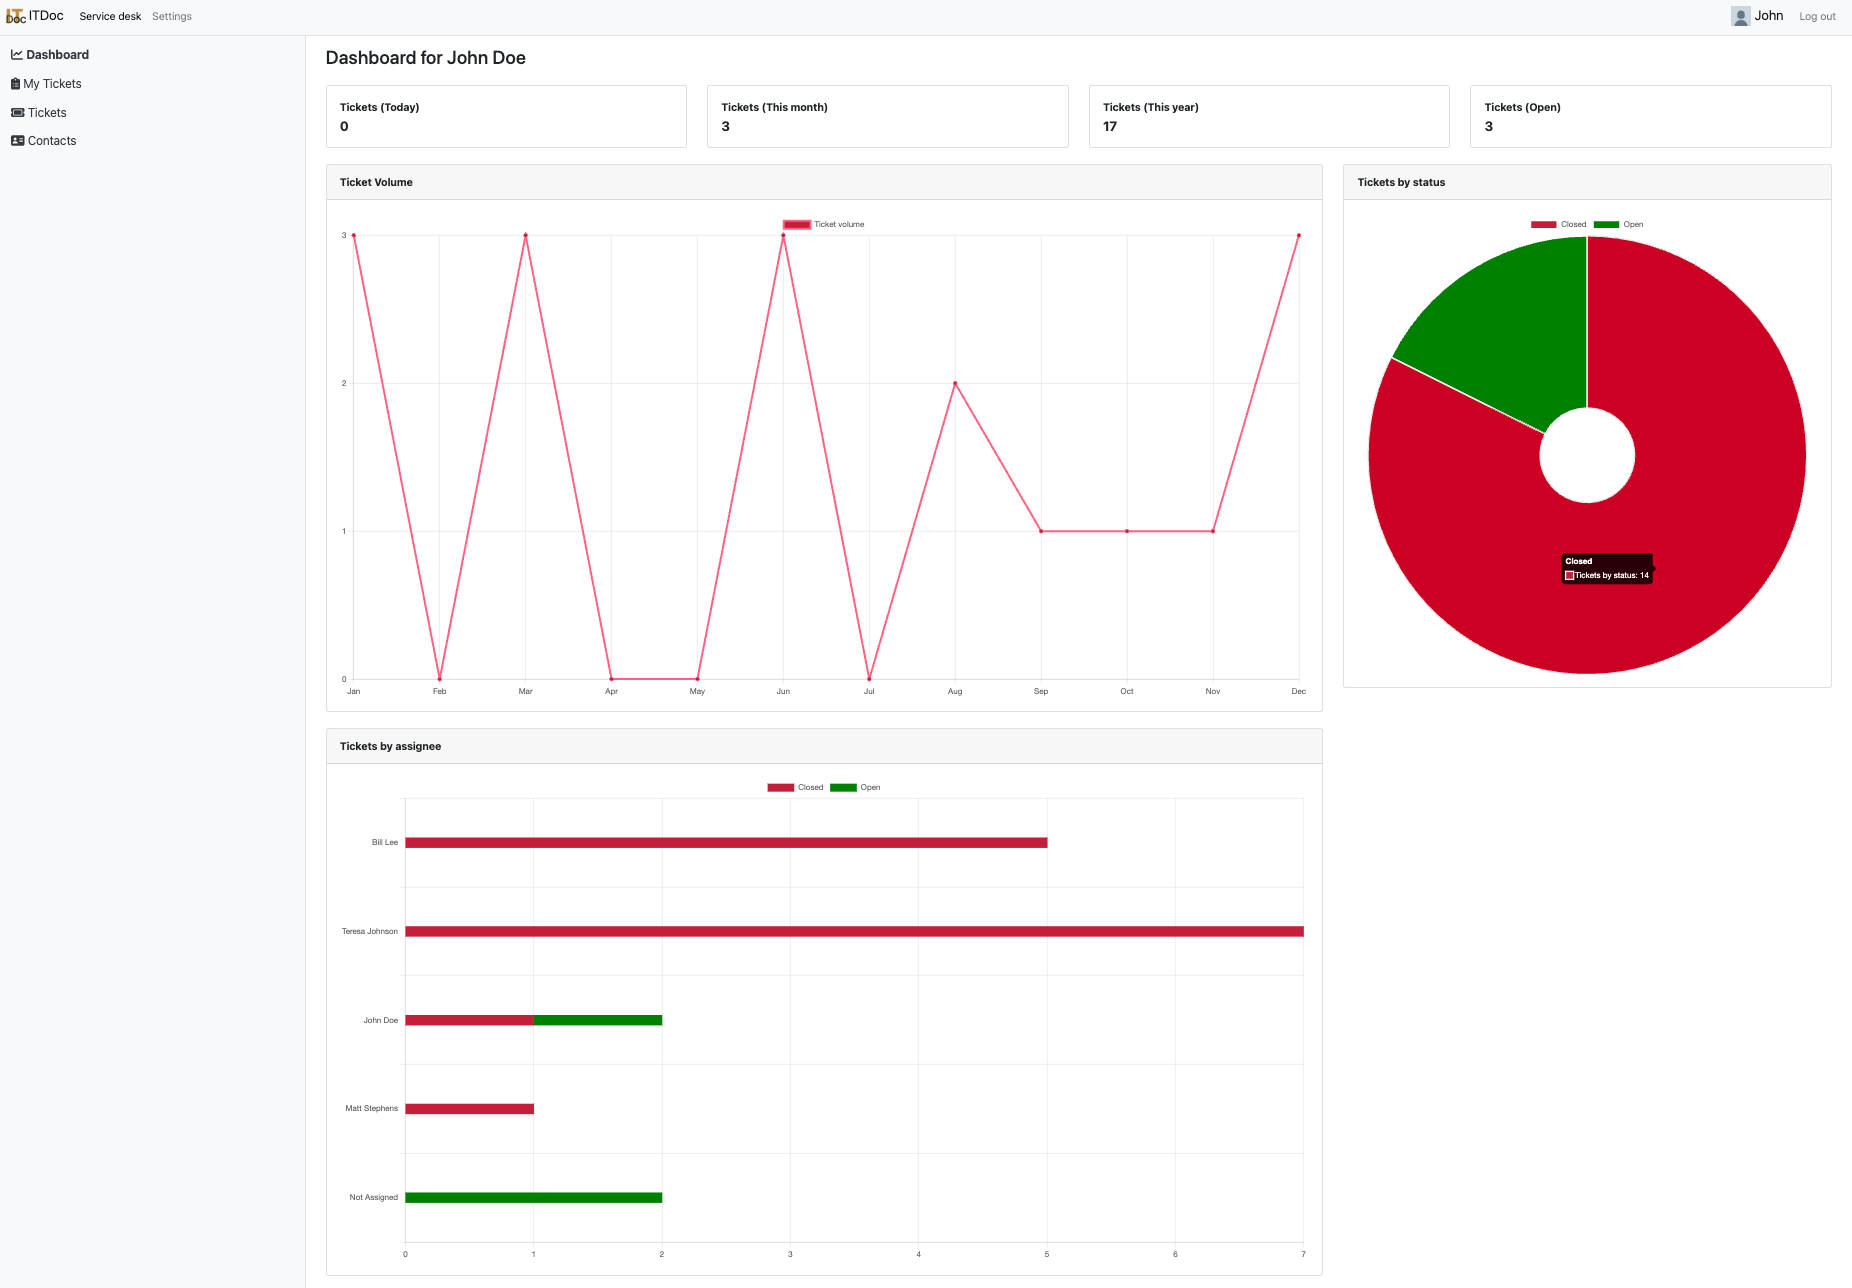 IT Doc ITDoc Service desk Settings John Log out
Dashboard
My Tickets
Tickets
Contacts
Dashboard for John Doe
Tickets (Today)
0
Tickets (This month)
3
Tickets (This year)
17
Tickets (Open)
3
Ticket Volume
Ticket volume
3
2
1
0
Jan Feb Mar Apr May Jun Jul Aug Sep Oct Nov Dec
Tickets by status
Closed Open
Closed
Tickets by status: 14
Tickets by assignee
Closed Open
Bill Lee
Teresa Johnson
John Doe
Matt Stephens
Not Assigned
0 1 2 3 4 5 6 7